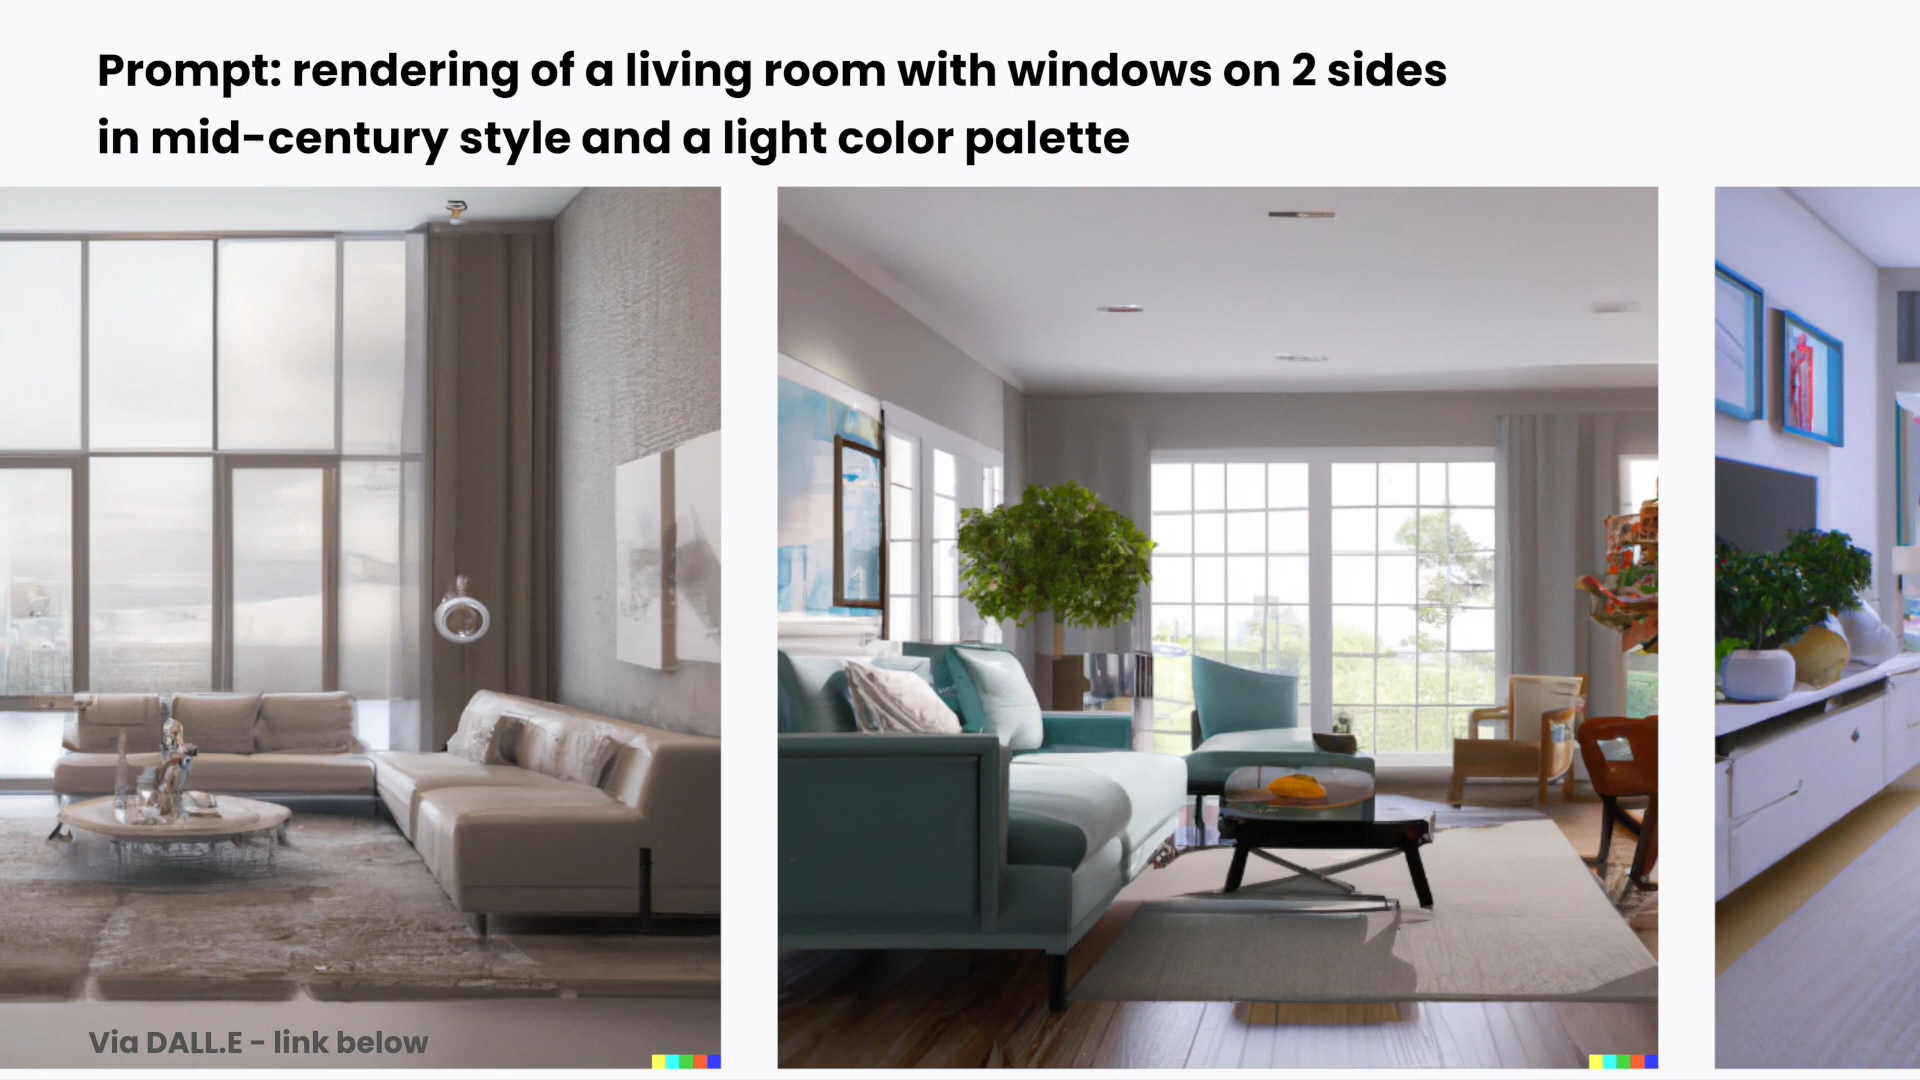 Prompt: rendering of a living room with windows on 2 sides
in mid-century style and a light color palette
Via DALL.E - link below